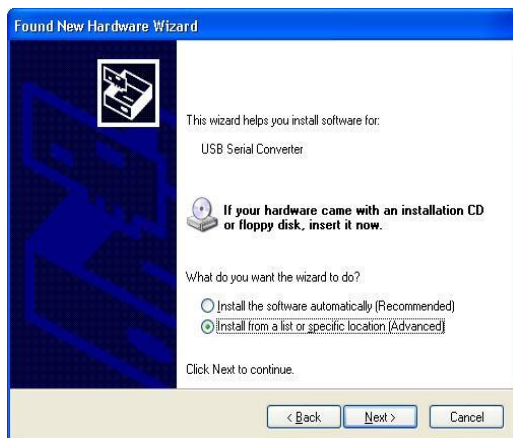 Found New Hardware Wizard
This wizard helps you install software for:
USB Serial Converter
If your hardware came with an installation CD
or floppy disk, insert it now.
What do you want the wizard to do?
Install the software automatically (Recommended)
Install from a list or specific location (Advanced)
Click Next to continue.
< Back Next > Cancel